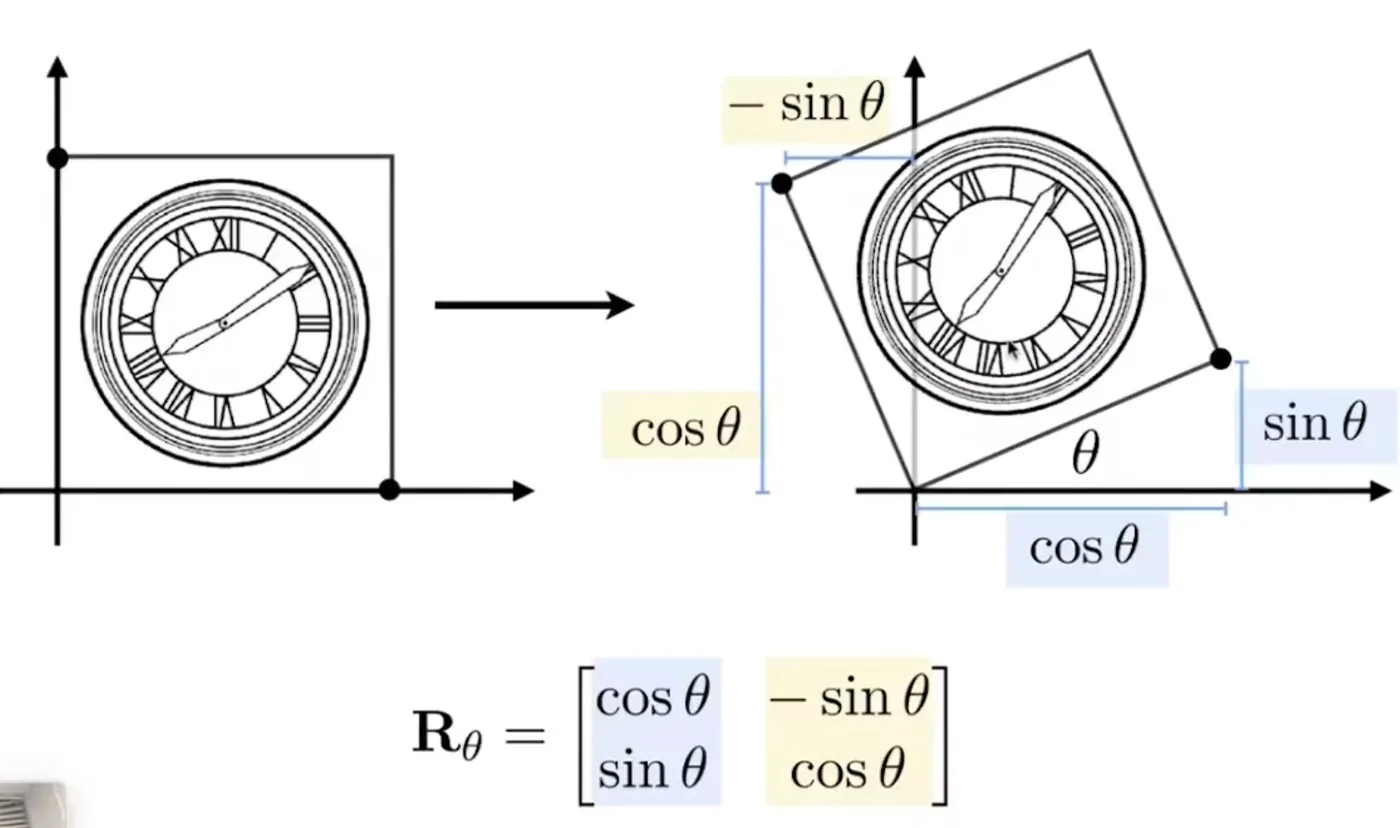 − sin θ
cos θ
sin θ
θ
cos θ
R_θ = [cos θ − sin θ
sin θ cos θ]